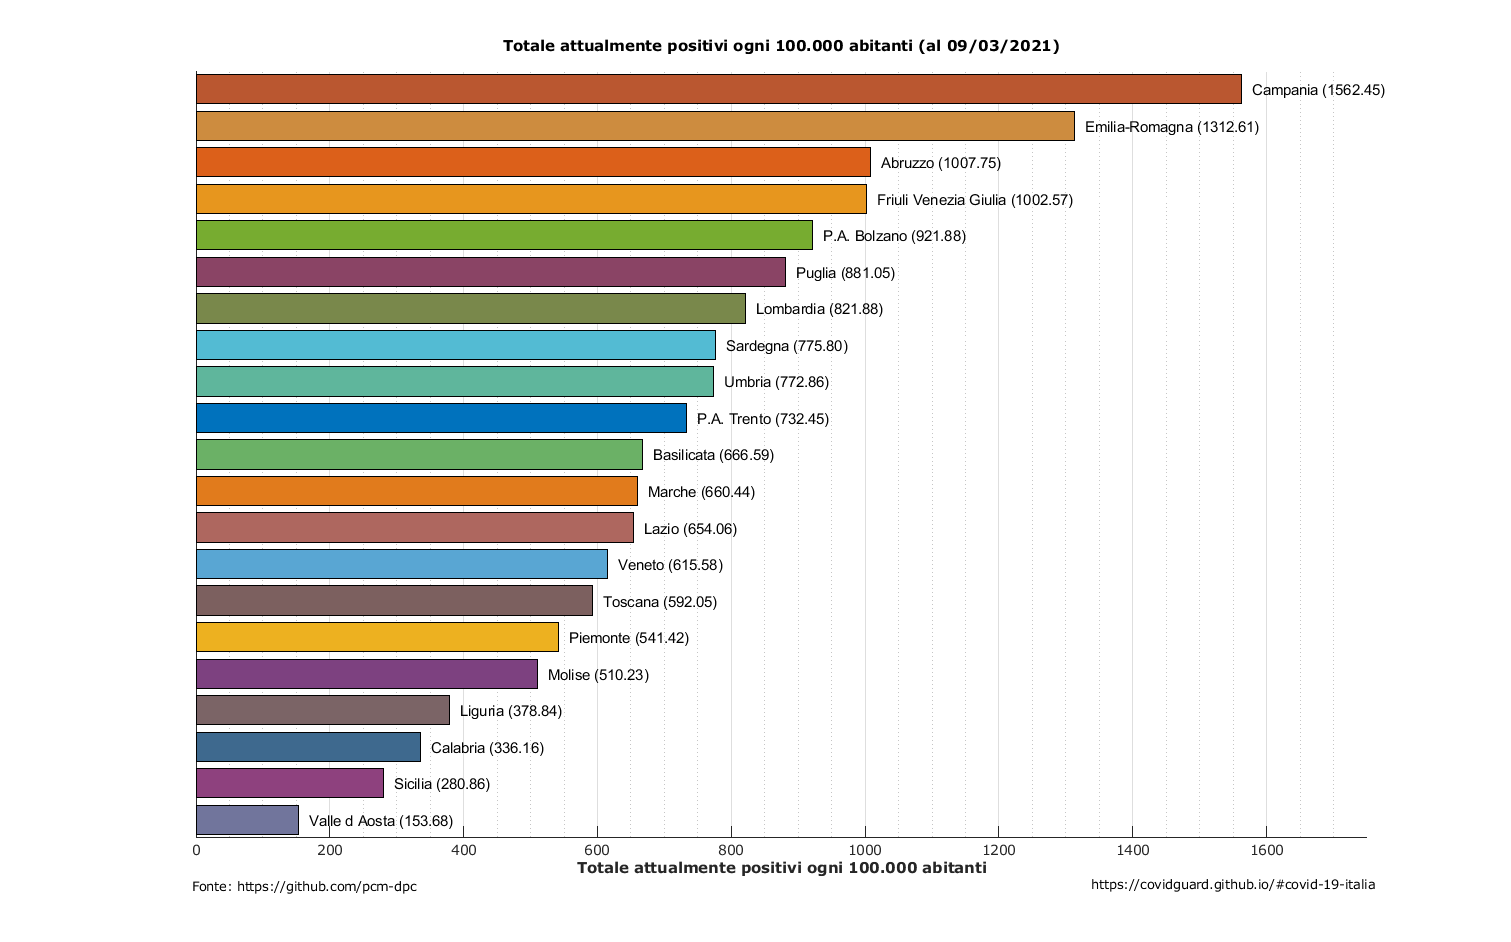 Totale attualmente positivi ogni 100.000 abitanti (al 09/03/2021)
Campania (1562.45)
Emilia-Romagna (1312.61)
Abruzzo (1007.75)
Friuli Venezia Giulia (1002.57)
P.A. Bolzano (921.88)
Puglia (881.05)
Lombardia (821.88)
Sardegna (775.80)
Umbria (772.86)
P.A. Trento (732.45)
Basilicata (666.59)
Marche (660.44)
Lazio (654.06)
Veneto (615.58)
Toscana (592.05)
Piemonte (541.42)
Molise (510.23)
Liguria (378.84)
Calabria (336.16)
Sicilia (280.86)
Valle d Aosta (153.68)
0 200 400 600 800 1000 1200 1400 1600
Totale attualmente positivi ogni 100.000 abitanti
Fonte: https://github.com/pcm-dpc
https://covidguard.github.io/#covid-19-italia